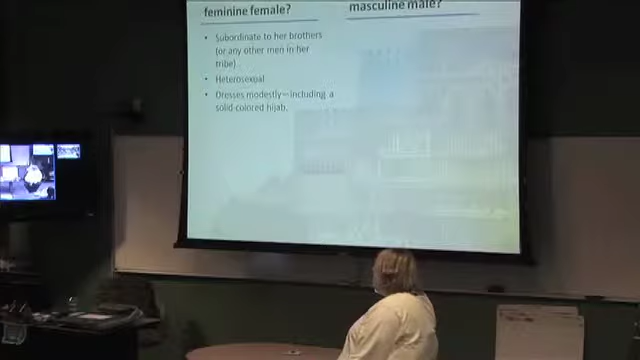 feminine female?
masculine male?
• Subordinate to her brothers
(or any other men in her
tribe)
• Heterosexual
• Dresses modestly—including a
solid colored hijab.